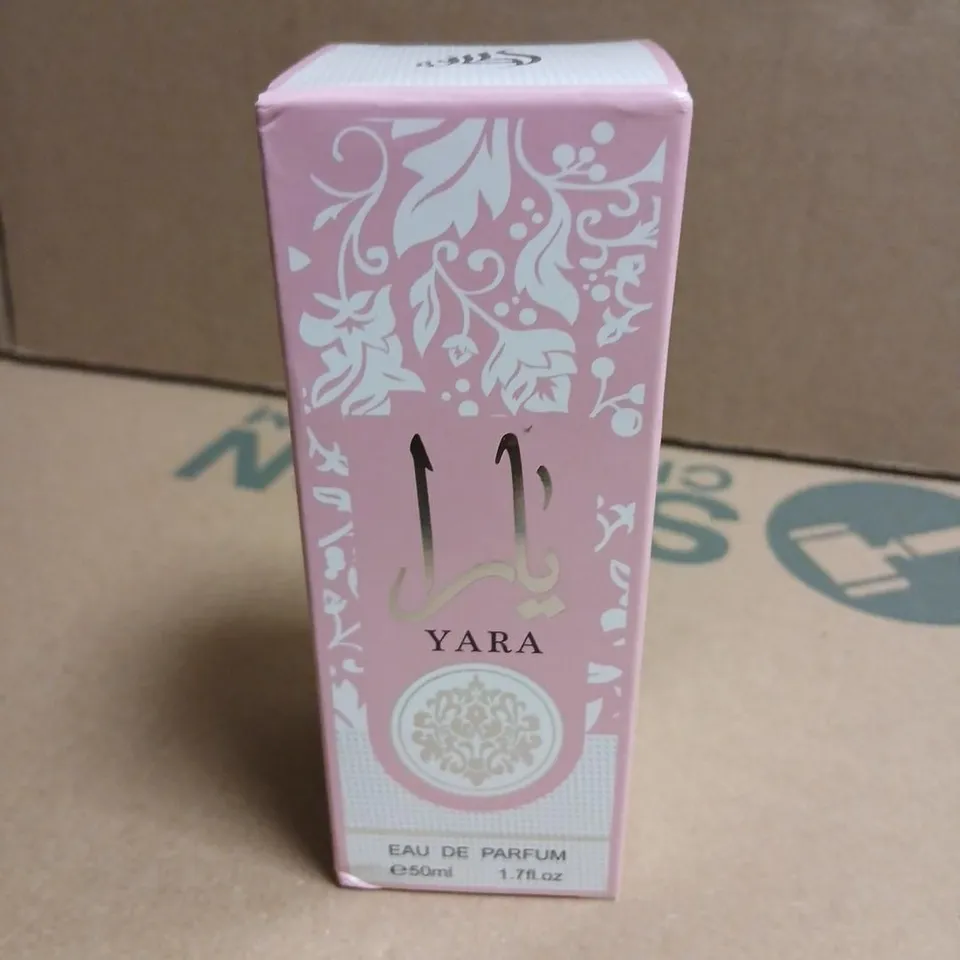 يارا
YARA
EAU DE PARFUM
℮50ml 1.7fl.oz